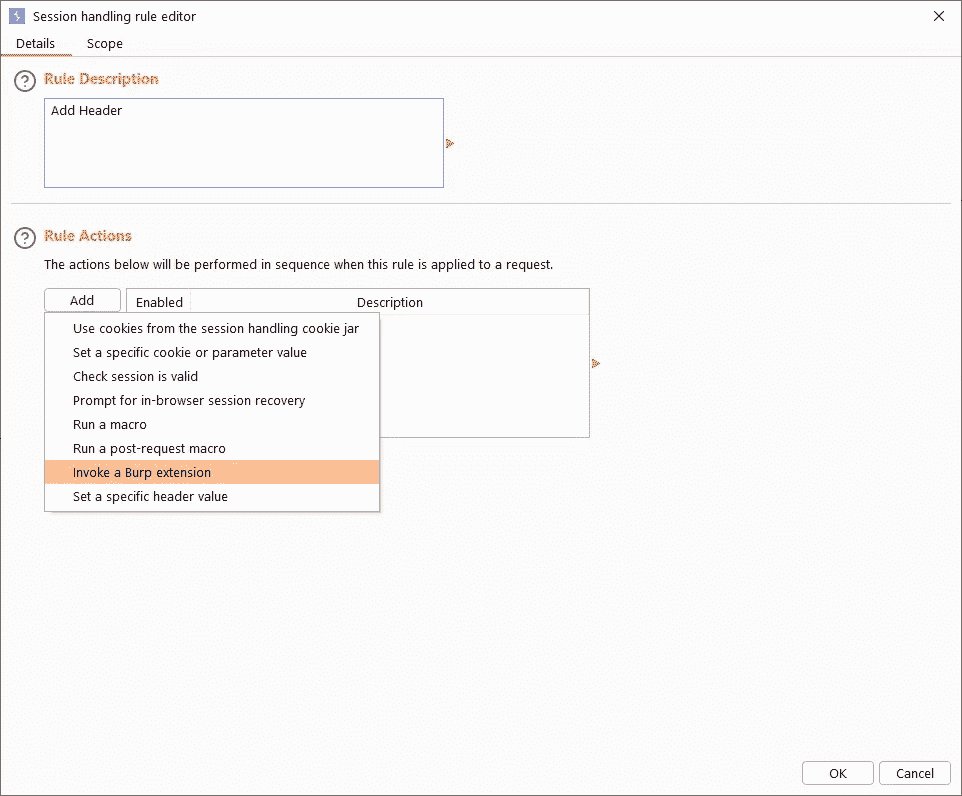 Session handling rule editor
Details Scope
? Rule Description
Add Header
? Rule Actions
The actions below will be performed in sequence when this rule is applied to a request.
Add Enabled Description
Use cookies from the session handling cookie jar
Set a specific cookie or parameter value
Check session is valid
Prompt for in-browser session recovery
Run a macro
Run a post-request macro
Invoke a Burp extension
Set a specific header value
OK Cancel